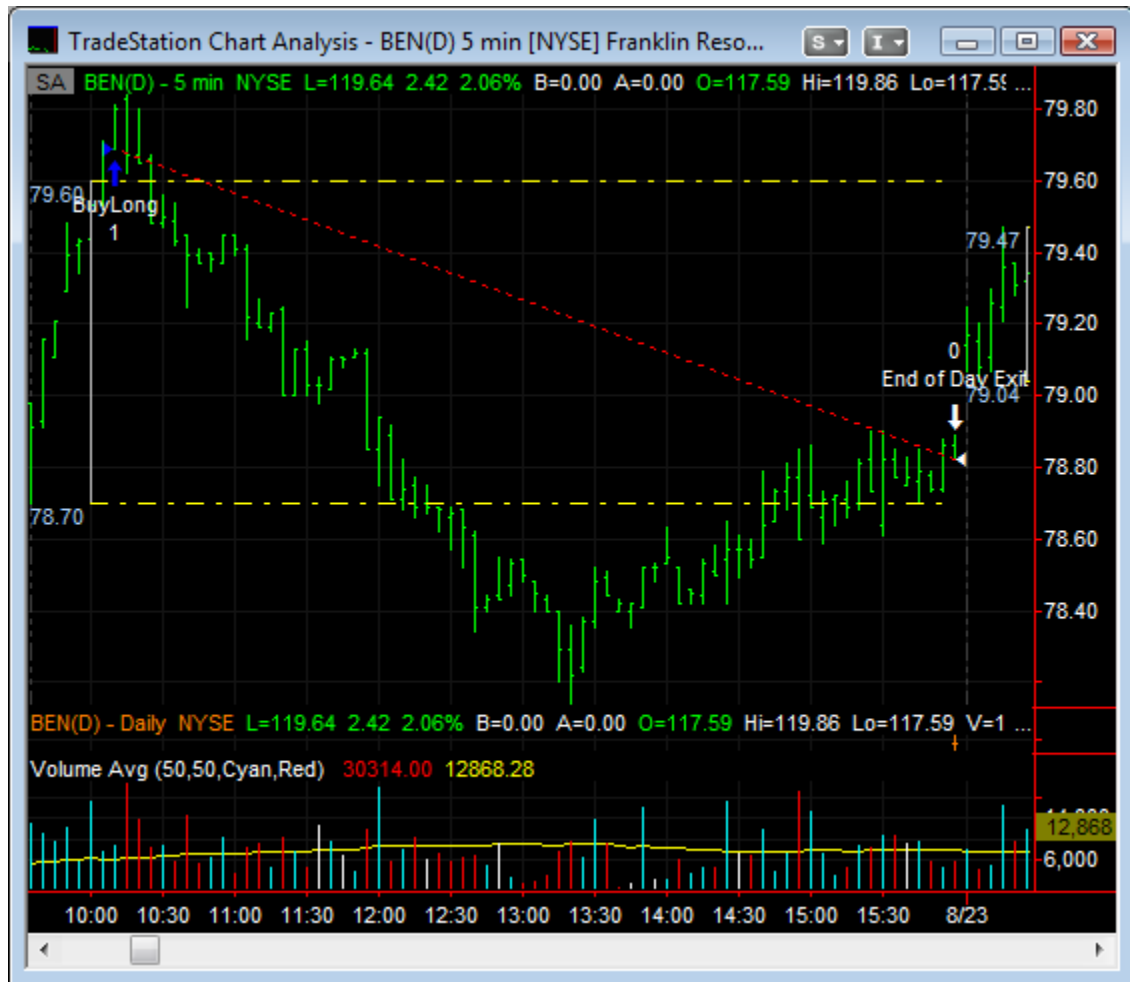 TradeStation Chart Analysis - BEN(D) 5 min [NYSE] Franklin Reso...
S
I
SA BEN(D) - 5 min NYSE L=119.64 2.42 2.06% B=0.00 A=0.00 O=117.59 Hi=119.86 Lo=117.59 ...
79.80
79.60
79.60
BuyLong
1
79.47
79.40
79.20
0
End of Day Exit
79.04
79.00
78.80
78.70
78.60
78.40
BEN(D) - Daily NYSE L=119.64 2.42 2.06% B=0.00 A=0.00 O=117.59 Hi=119.86 Lo=117.59 V=1 ...
Volume Avg (50,50,Cyan,Red) 30314.00 12868.28
12,868
6,000
10:00 10:30 11:00 11:30 12:00 12:30 13:00 13:30 14:00 14:30 15:00 15:30 8/23